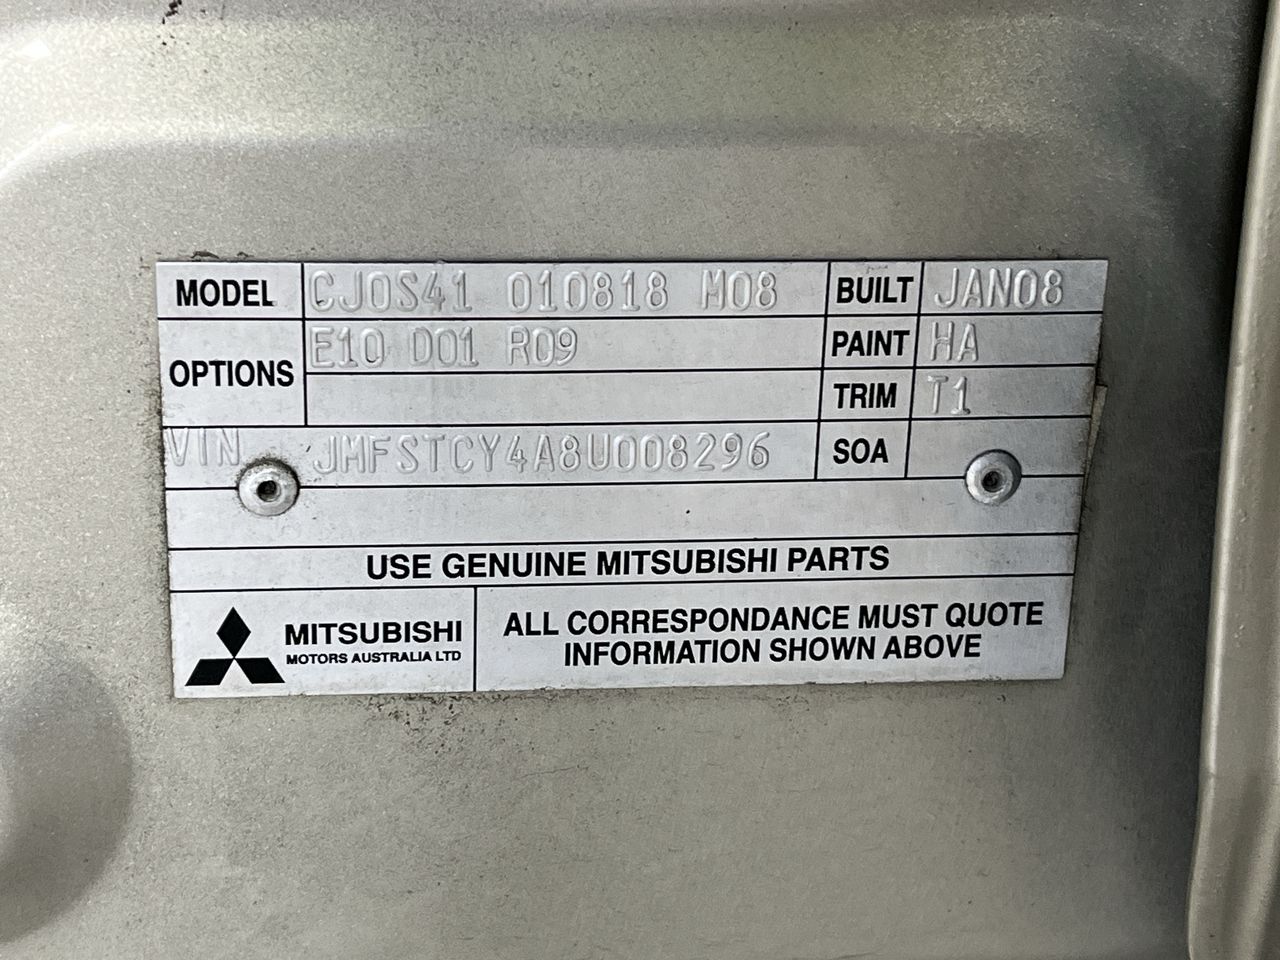 MODEL CJ0S41 010818 M08 BUILT JAN08
OPTIONS E10 D01 R09 PAINT HA
TRIM T1
VIN JMFSTCY4A8U008296 SOA
USE GENUINE MITSUBISHI PARTS
MITSUBISHI
MOTORS AUSTRALIA LTD
ALL CORRESPONDANCE MUST QUOTE
INFORMATION SHOWN ABOVE